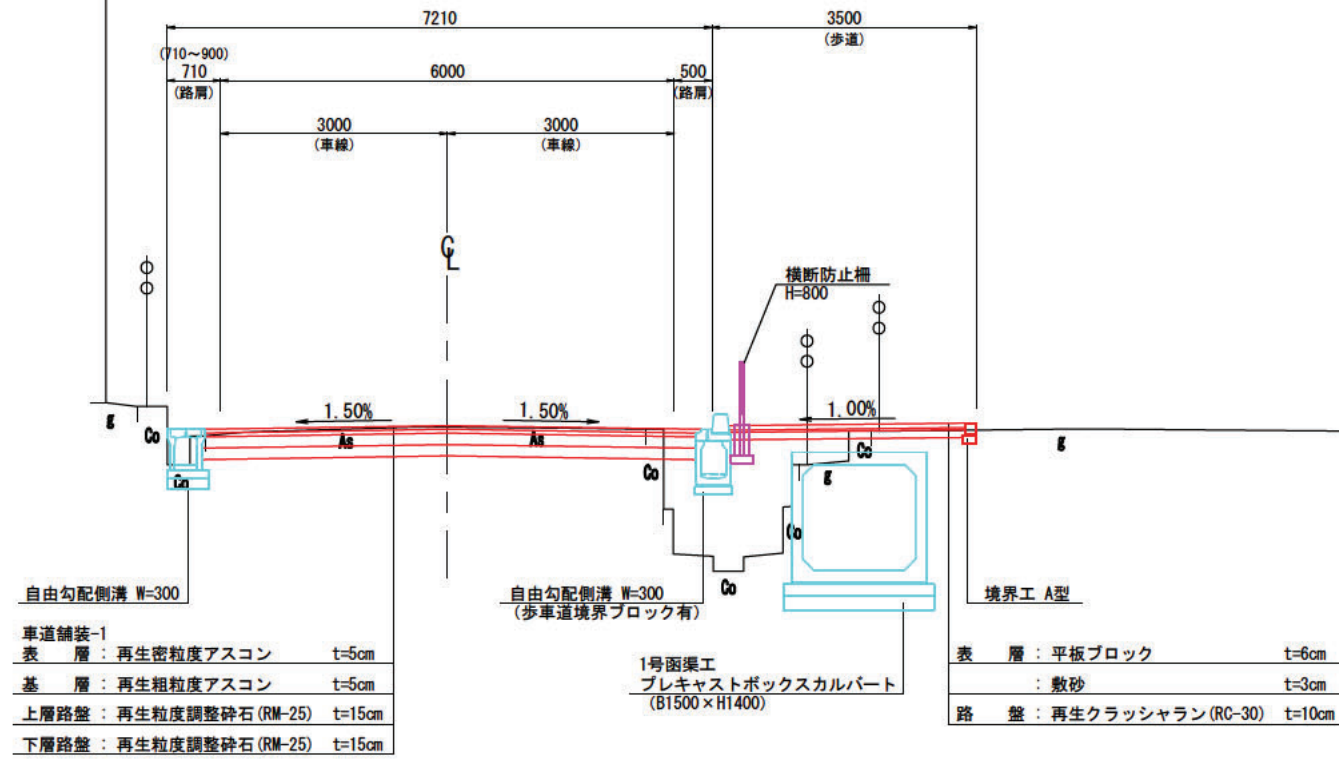 7210
3500
(歩道)
(710～900)
710
(路肩)
6000
500
(路肩)
3000
(車線)
3000
(車線)
CL
横断防止柵
H=800
1.50%
1.50%
1.00%
g
Co
As
As
Co
Co
Co
g
g
Co
Co
自由勾配側溝 W=300
自由勾配側溝 W=300
(歩車道境界ブロック有)
境界工 A型
車道舗装-1
表 層 : 再生密粒度アスコン t=5cm
基 層 : 再生粗粒度アスコン t=5cm
上層路盤 : 再生粒度調整砕石(RM-25) t=15cm
下層路盤 : 再生粒度調整砕石(RM-25) t=15cm
1号函渠工
プレキャストボックスカルバート
(B1500×H1400)
表 層 : 平板ブロック t=6cm
: 敷砂 t=3cm
路 盤 : 再生クラッシャラン(RC-30) t=10cm